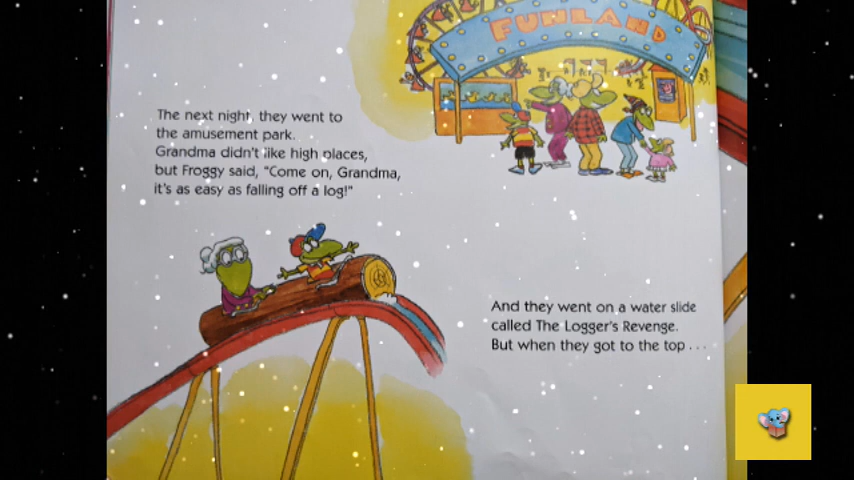 FUNLAND
The next night, they went to
the amusement park.
Grandma didn't like high places,
but Froggy said, "Come on, Grandma,
it's as easy as falling off a log!"
And they went on a water slide
called The Logger's Revenge.
But when they got to the top . . .